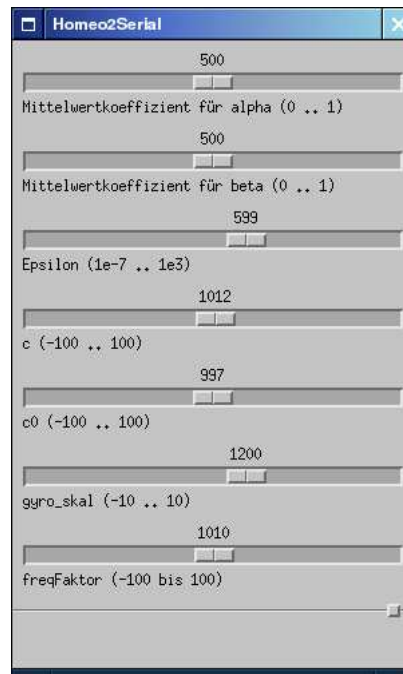 Homeo2Serial
500
Mittelwertkoeffizient für alpha (0 .. 1)
500
Mittelwertkoeffizient für beta (0 .. 1)
599
Epsilon (1e-7 .. 1e3)
1012
c (-100 .. 100)
997
c0 (-100 .. 100)
1200
gyro_skal (-10 .. 10)
1010
freqFaktor (-100 bis 100)